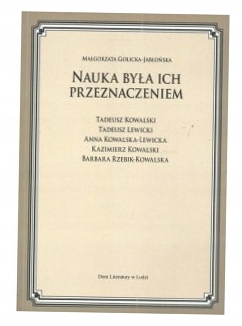 MAŁGORZATA GOLICKA-JABŁOŃSKA
NAUKA BYŁA ICH
PRZEZNACZENIEM
TADEUSZ KOWALSKI
TADEUSZ LEWICKI
ANNA KOWALSKA-LEWICKA
KAZIMIERZ KOWALSKI
BARBARA RZEBIK-KOWALSKA
Dom Literatury w Łodzi